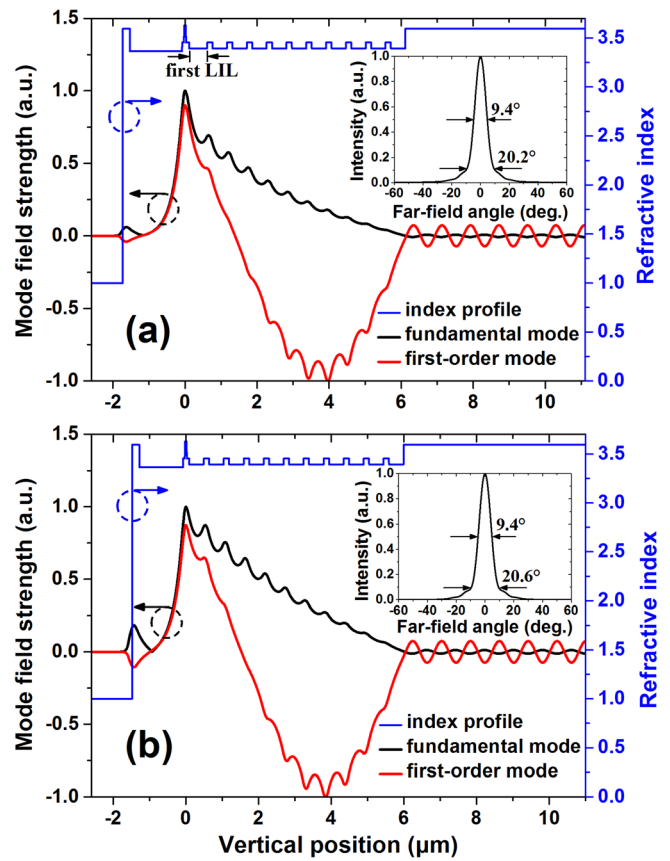 1.5
1.0
0.5
0.0
-0.5
-1.0
Mode field strength (a.u.)
first LIL
Intensity (a.u.)
1.0
0.8
0.6
0.4
0.2
0.0
9.4°
20.2°
-60 -40 -20 0 20 40 60
Far-field angle (deg.)
3.5
3.0
2.5
2.0
1.5
1.0
0.5
0.0
Refractive index
(a)
index profile
fundamental mode
first-order mode
-2 0 2 4 6 8 10
1.5
1.0
0.5
0.0
-0.5
-1.0
Mode field strength (a.u.)
Intensity (a.u.)
1.0
0.8
0.6
0.4
0.2
0.0
9.4°
20.6°
-60 -40 -20 0 20 40 60
Far-field angle (deg.)
3.5
3.0
2.5
2.0
1.5
1.0
0.5
0.0
Refractive index
(b)
index profile
fundamental mode
first-order mode
-2 0 2 4 6 8 10
Vertical position (μm)